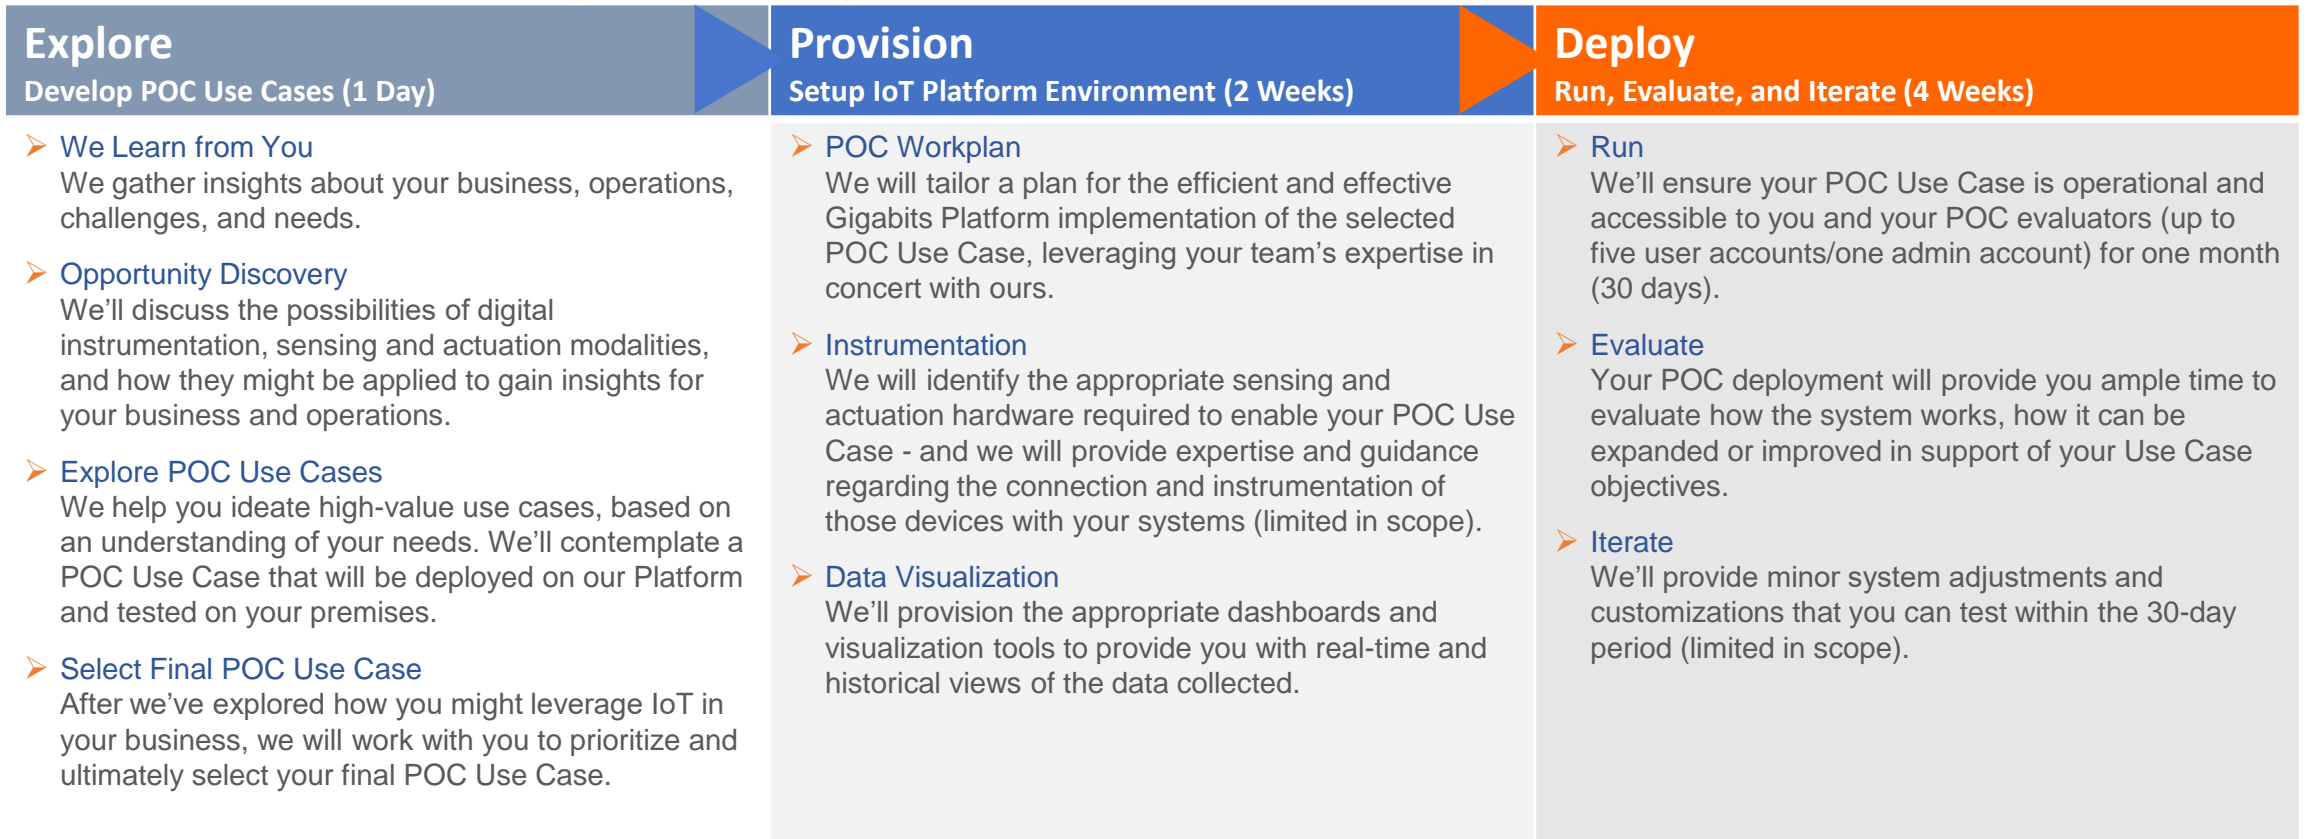 Explore
Develop POC Use Cases (1 Day)
We Learn from You
We gather insights about your business, operations,
challenges, and needs.
Opportunity Discovery
We'll discuss the possibilities of digital
instrumentation, sensing and actuation modalities,
and how they might be applied to gain insights for
your business and operations.
Explore POC Use Cases
We help you ideate high-value use cases, based on
an understanding of your needs. We'll contemplate a
POC Use Case that will be deployed on our Platform
and tested on your premises.
Select Final POC Use Case
After we've explored how you might leverage IoT in
your business, we will work with you to prioritize and
ultimately select your final POC Use Case.
Provision
Setup IoT Platform Environment (2 Weeks)
POC Workplan
We will tailor a plan for the efficient and effective
Gigabits Platform implementation of the selected
POC Use Case, leveraging your team's expertise in
concert with ours.
Instrumentation
We will identify the appropriate sensing and
actuation hardware required to enable your POC Use
Case - and we will provide expertise and guidance
regarding the connection and instrumentation of
those devices with your systems (limited in scope).
Data Visualization
We'll provision the appropriate dashboards and
visualization tools to provide you with real-time and
historical views of the data collected.
Deploy
Run, Evaluate, and Iterate (4 Weeks)
Run
We'll ensure your POC Use Case is operational and
accessible to you and your POC evaluators (up to
five user accounts/one admin account) for one month
(30 days).
Evaluate
Your POC deployment will provide you ample time to
evaluate how the system works, how it can be
expanded or improved in support of your Use Case
objectives.
Iterate
We'll provide minor system adjustments and
customizations that you can test within the 30-day
period (limited in scope).